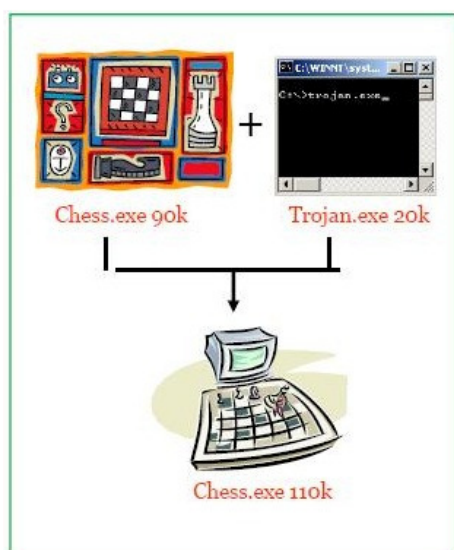 C:\WINNT\syst...
C:\>trojan.exe_
+
Chess.exe 90k
Trojan.exe 20k
Chess.exe 110k